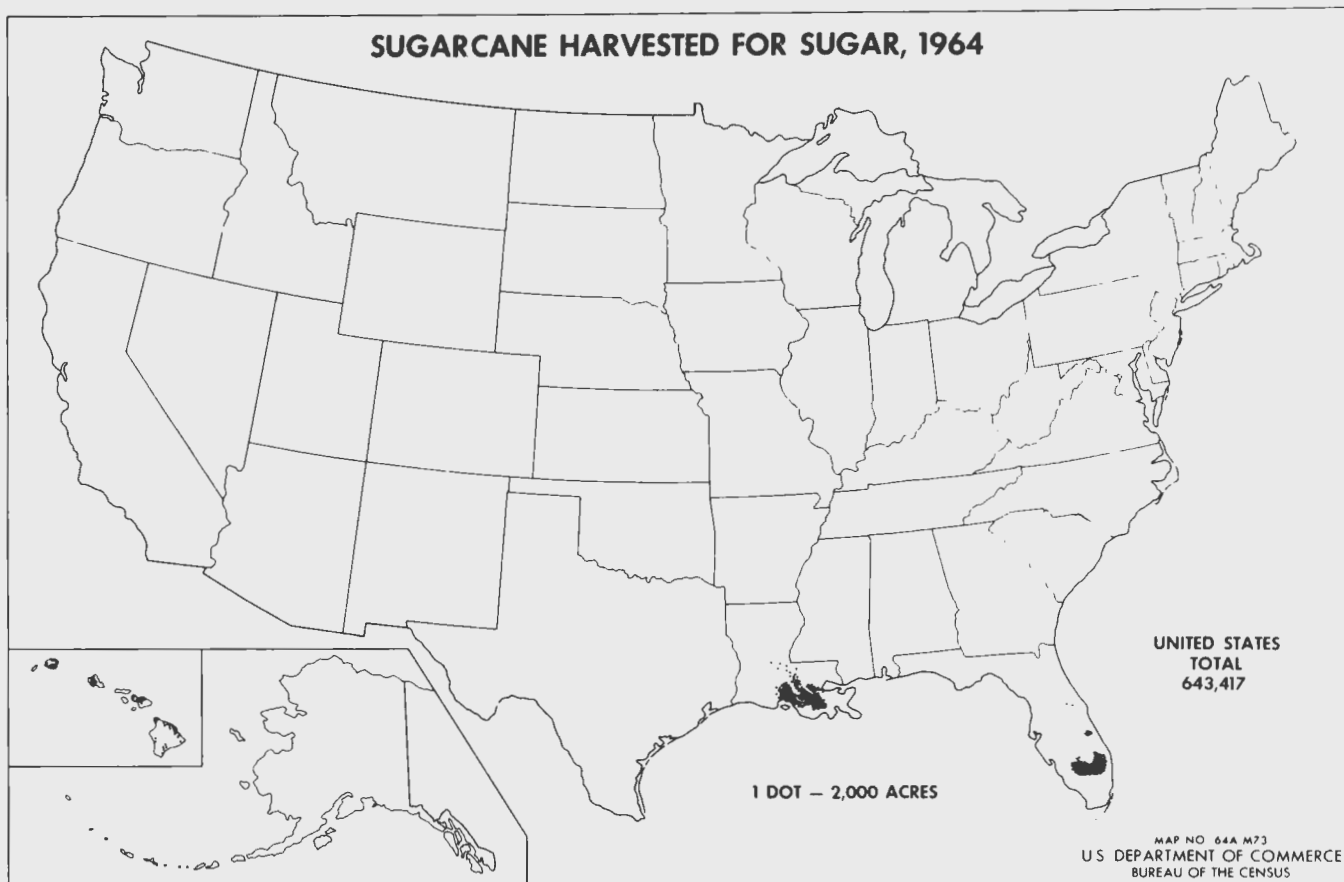 SUGARCANE HARVESTED FOR SUGAR, 1964
UNITED STATES
TOTAL
643,417
1 DOT — 2,000 ACRES
MAP NO 64A M73
U S DEPARTMENT OF COMMERCE
BUREAU OF THE CENSUS